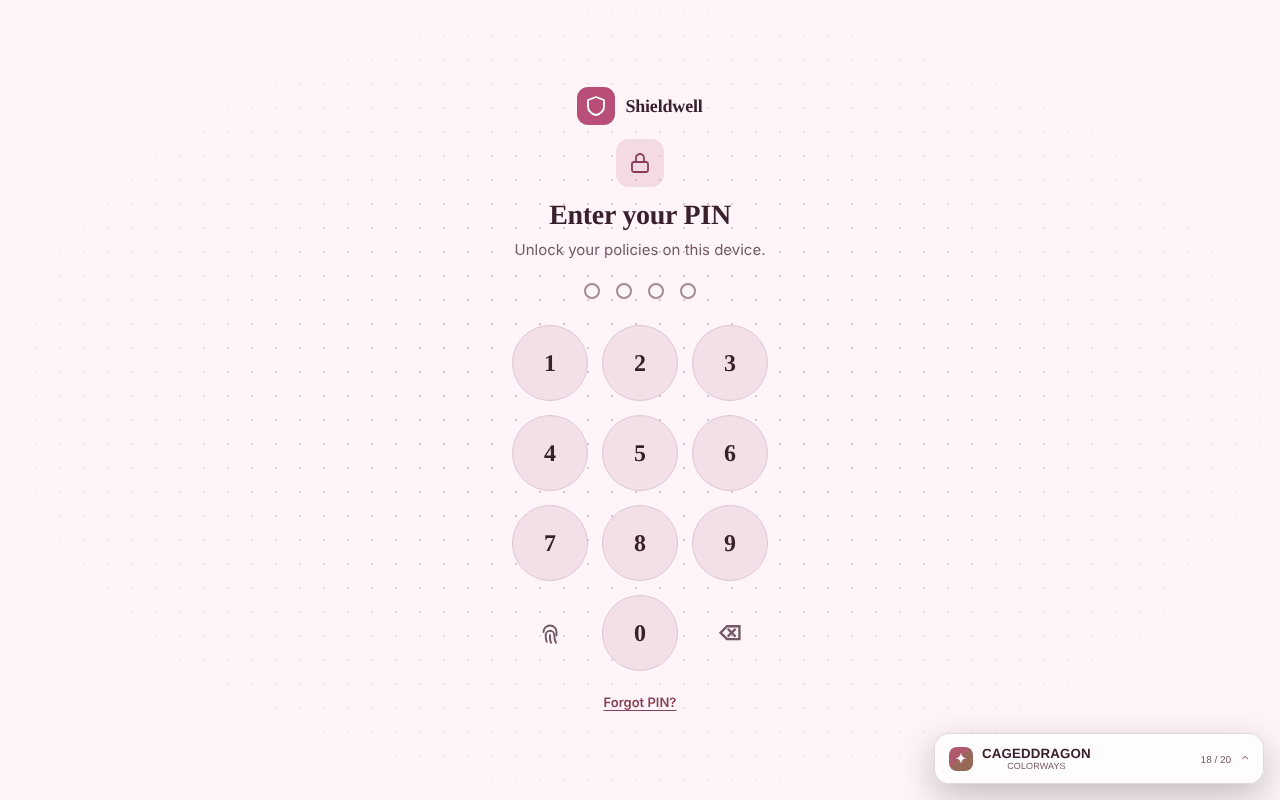 Shieldwell
Enter your PIN
Unlock your policies on this device.
1 2 3
4 5 6
7 8 9
0
Forgot PIN?
CAGEDDRAGON
COLORWAYS
18 / 20